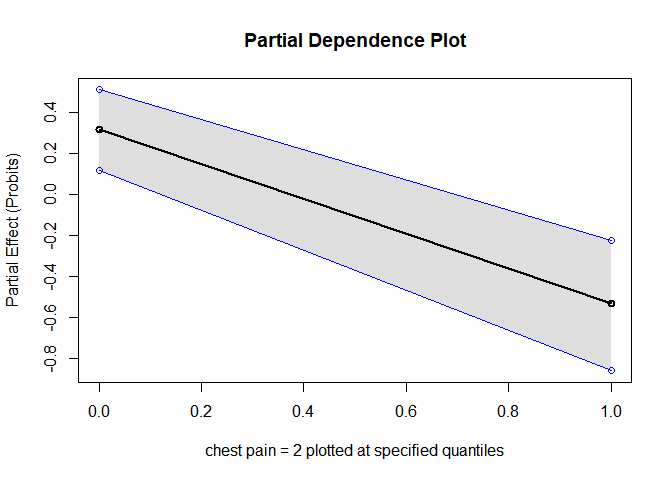 Partial Dependence Plot
Partial Effect (Probits)
0.4
0.2
0.0
-0.2
-0.4
-0.6
-0.8
0.0 0.2 0.4 0.6 0.8 1.0
chest pain = 2 plotted at specified quantiles